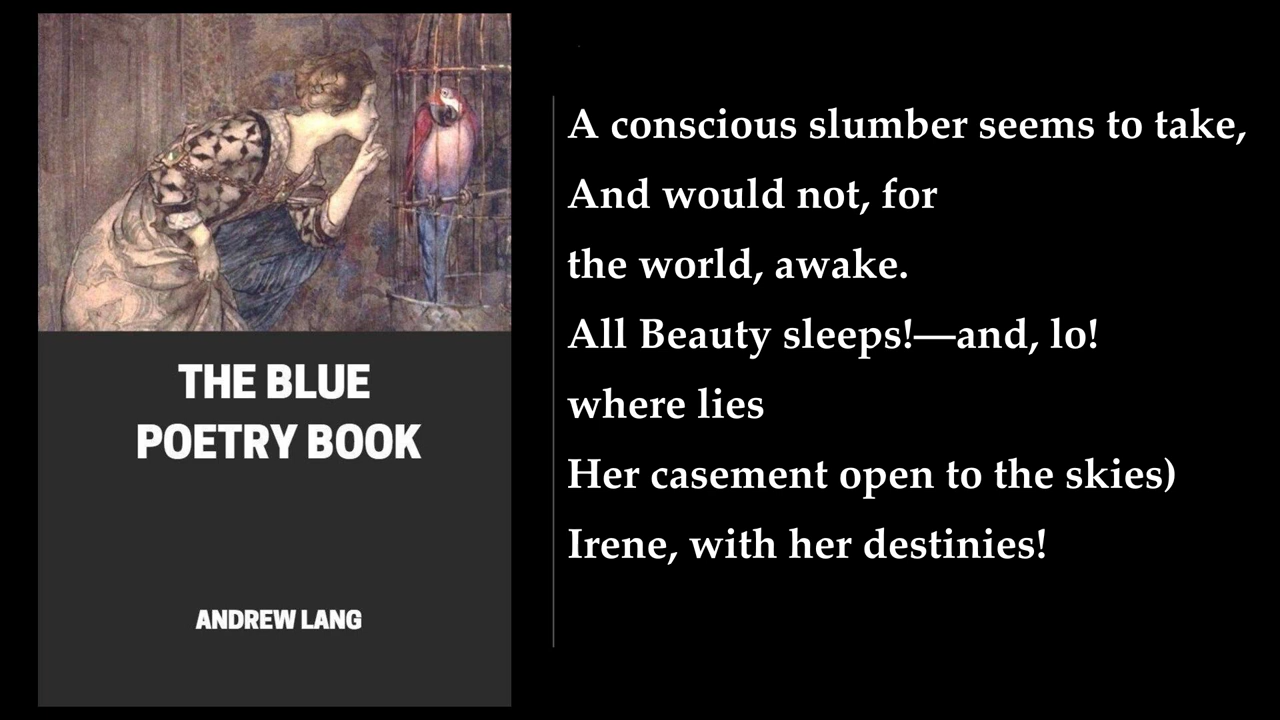 THE BLUE
POETRY BOOK
ANDREW LANG
A conscious slumber seems to take,
And would not, for
the world, awake.
All Beauty sleeps!—and, lo!
where lies
Her casement open to the skies)
Irene, with her destinies!